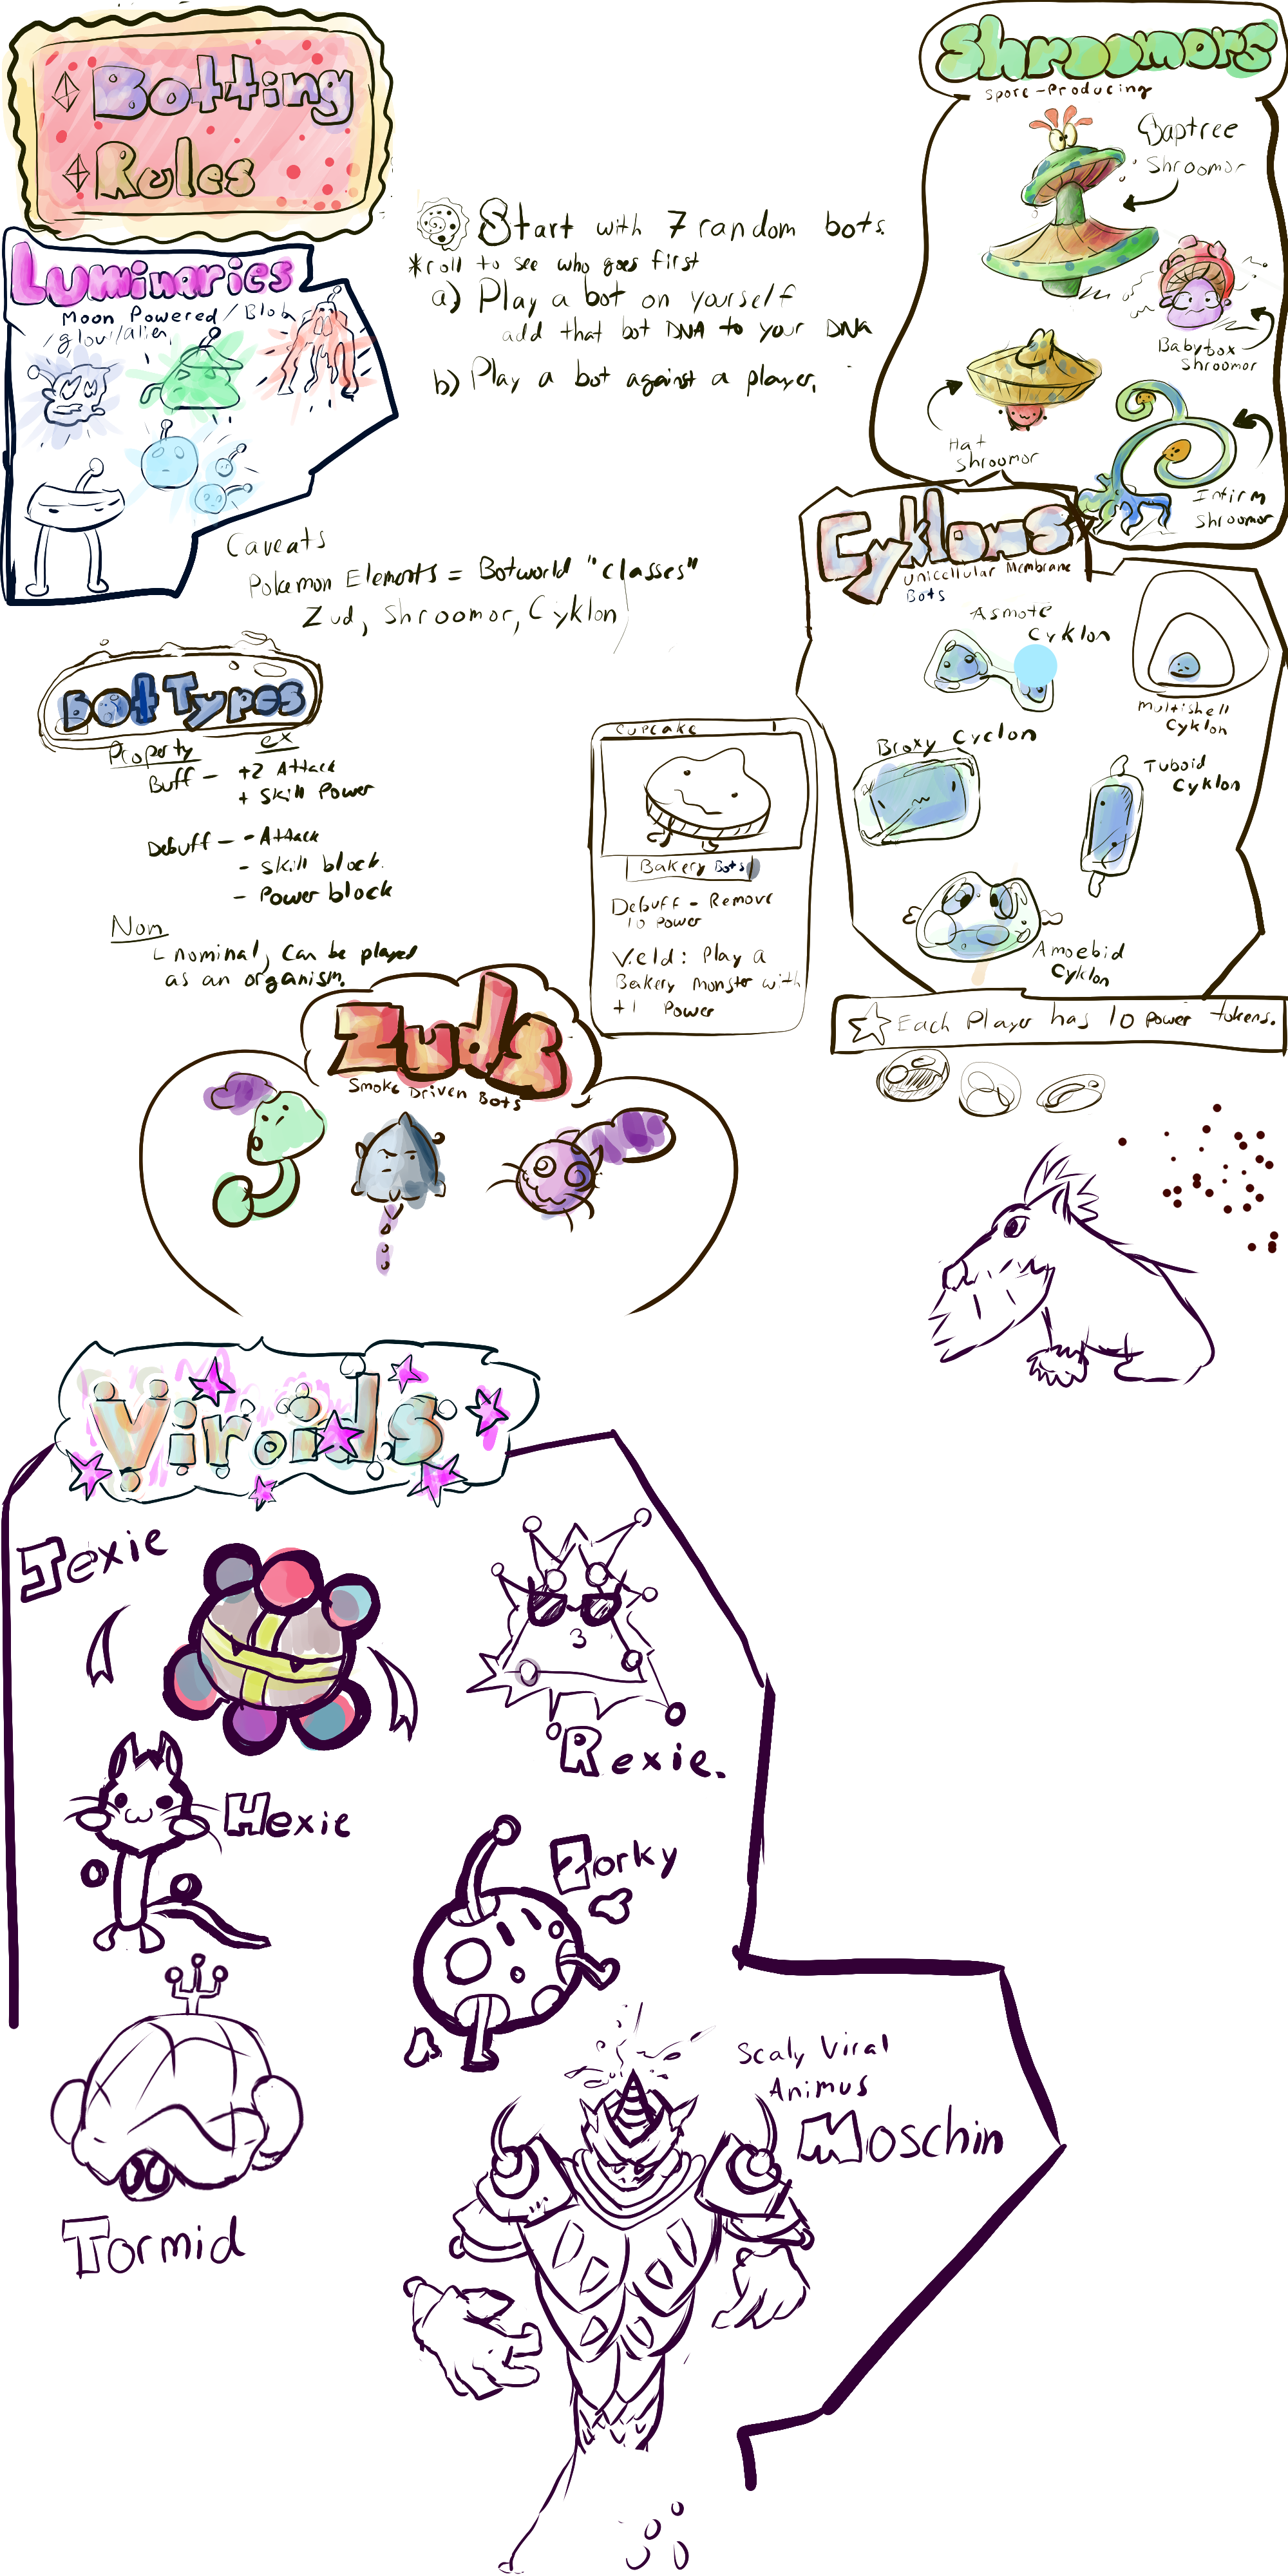 Botting
Rules
Start with 7 random bots.
*roll to see who goes first
a) Play a bot on yourself
add that bot DNA to your DNA
b) Play a bot against a player.
Luminaries
Moon Powered/Blob
/glow/alien
Caveats
Pokemon Elements = Botworld "classes"
Zud, Shroomor, Cyklon
Shroomors
Spore-Producing
Shroomor
Babybox
Shroomor
Hat
Shroomor
Infirm
Shroomor
Cyklons
Unicellular Membrane
Bots
Asmote
Cyklon
Multishell
Cyklon
Broxy Cyclon
Tuboid
Cyklon
Amoebid
Cyklon
Each Player has 10 power tokens.
Bot Types
Property ex
Buff - +2 Attack
+ Skill Power
Debuff - - Attack
- Skill block.
- Power block
Nom
nominal, can be played
as an organism.
Cupcake 1
Bakery Bots
Debuff - Remove
10 Power
Yield: Play a
Bakery monster with
+1 Power
Zuds
Smoke Driven Bots
Viroids
Jexie
Rexie.
Hexie
Zorky
Tormid
Scaly Viral
Animus
Moschin